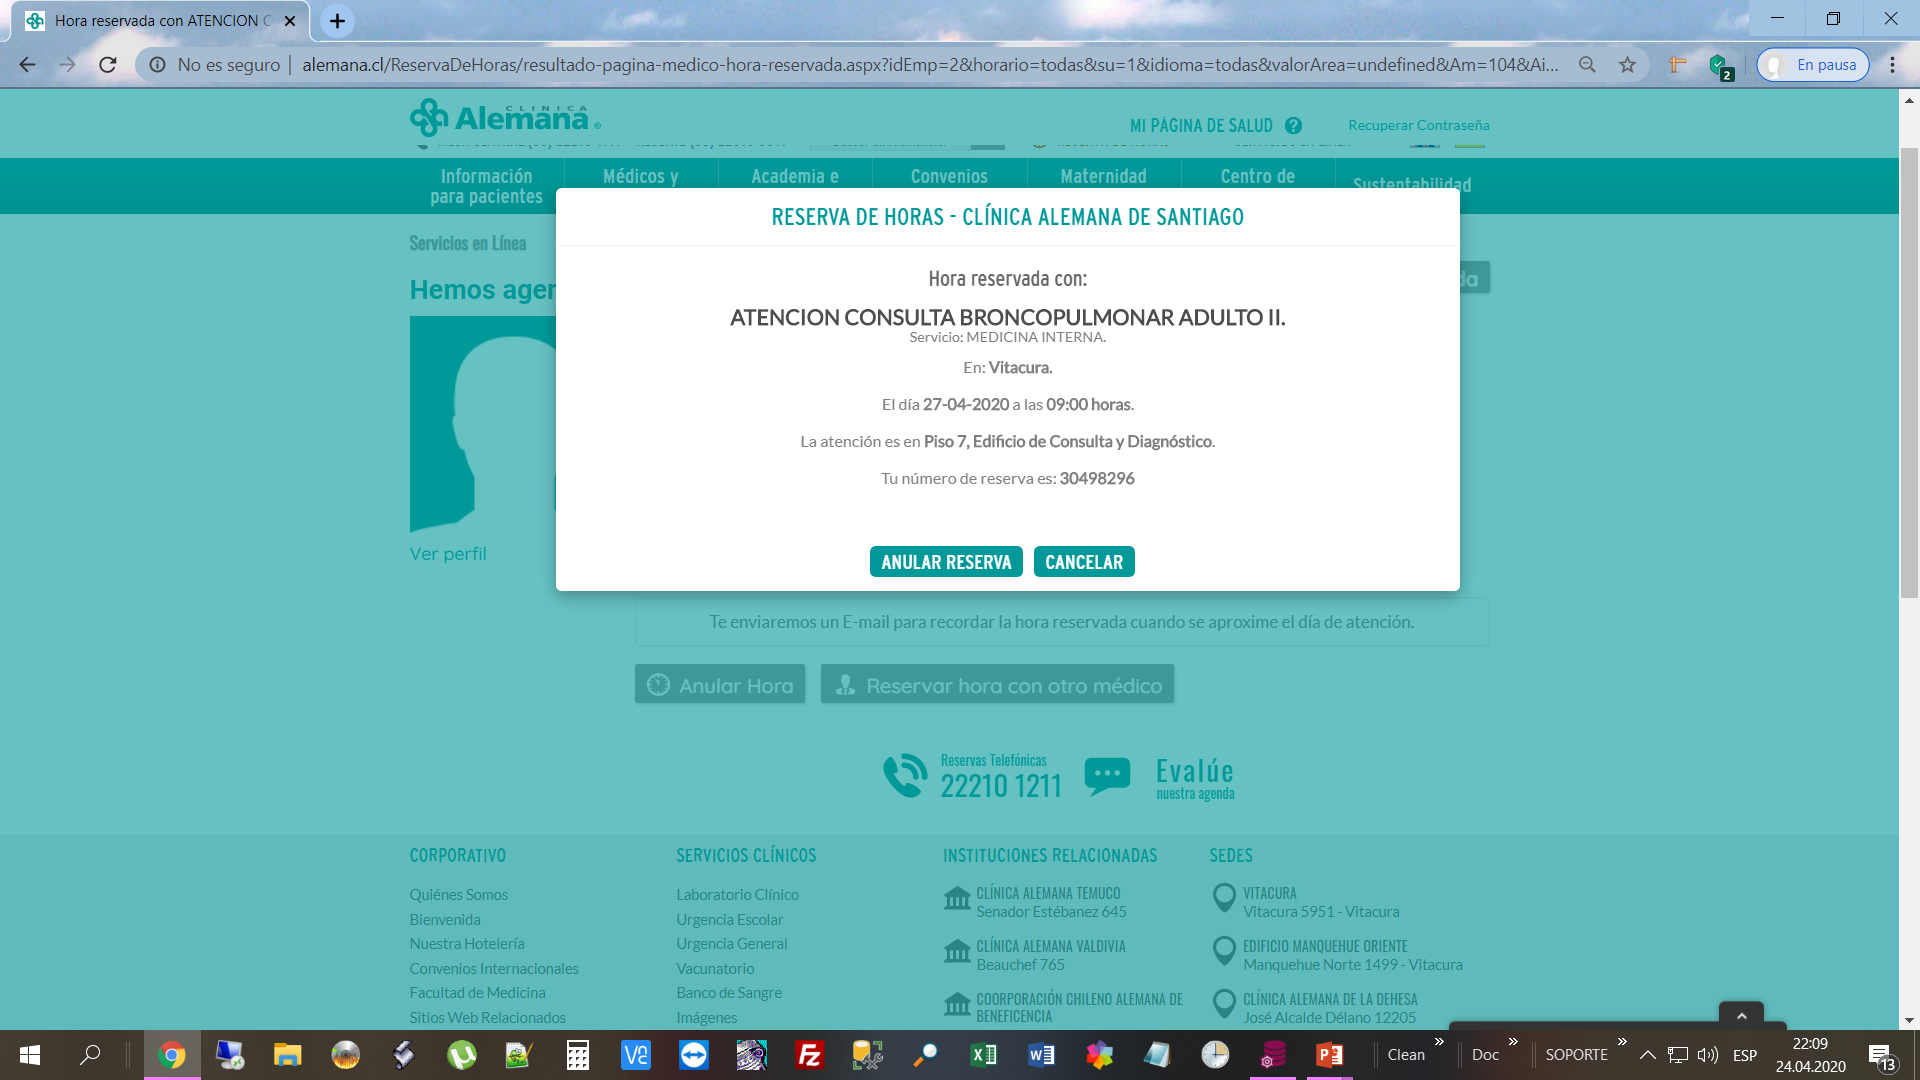 Hora reservada con ATENCION C
No es seguro | alemana.cl/ReservaDeHoras/resultado-pagina-medico-hora-reservada.aspx?idEmp=2&horario=todas&su=1&idioma=todas&valorArea=undefined&Am=104&Ai...
2
En pausa
CLINICA
Alemana ®
MI PÁGINA DE SALUD ?
Recuperar Contraseña
Información
para pacientes
Médicos y
Academia e
Convenios
Maternidad
Centro de
Sustentabilidad
Servicios en Línea
Hemos agen
da
RESERVA DE HORAS - CLÍNICA ALEMANA DE SANTIAGO
Hora reservada con:
ATENCION CONSULTA BRONCOPULMONAR ADULTO II.
Servicio: MEDICINA INTERNA.
En: Vitacura.
El día 27-04-2020 a las 09:00 horas.
La atención es en Piso 7, Edificio de Consulta y Diagnóstico.
Tu número de reserva es: 30498296
ANULAR RESERVA
CANCELAR
Ver perfil
Te enviaremos un E-mail para recordar la hora reservada cuando se aproxime el día de atención.
Anular Hora
Reservar hora con otro médico
Reservas Telefónicas
22210 1211
Evalúe
nuestra agenda
CORPORATIVO
Quiénes Somos
Bienvenida
Nuestra Hotelería
Convenios Internacionales
Facultad de Medicina
Sitios Web Relacionados
SERVICIOS CLÍNICOS
Laboratorio Clínico
Urgencia Escolar
Urgencia General
Vacunatorio
Banco de Sangre
Imágenes
INSTITUCIONES RELACIONADAS
CLÍNICA ALEMANA TEMUCO
Senador Estébanez 645
CLÍNICA ALEMANA VALDIVIA
Beauchef 765
COORPORACIÓN CHILENO ALEMANA DE
BENEFICENCIA
SEDES
VITACURA
Vitacura 5951 - Vitacura
EDIFICIO MANQUEHUE ORIENTE
Manquehue Norte 1499 - Vitacura
CLÍNICA ALEMANA DE LA DEHESA
José Alcalde Délano 12205
Clean »
Doc »
SOPORTE »
ESP
22:09
24.04.2020
13